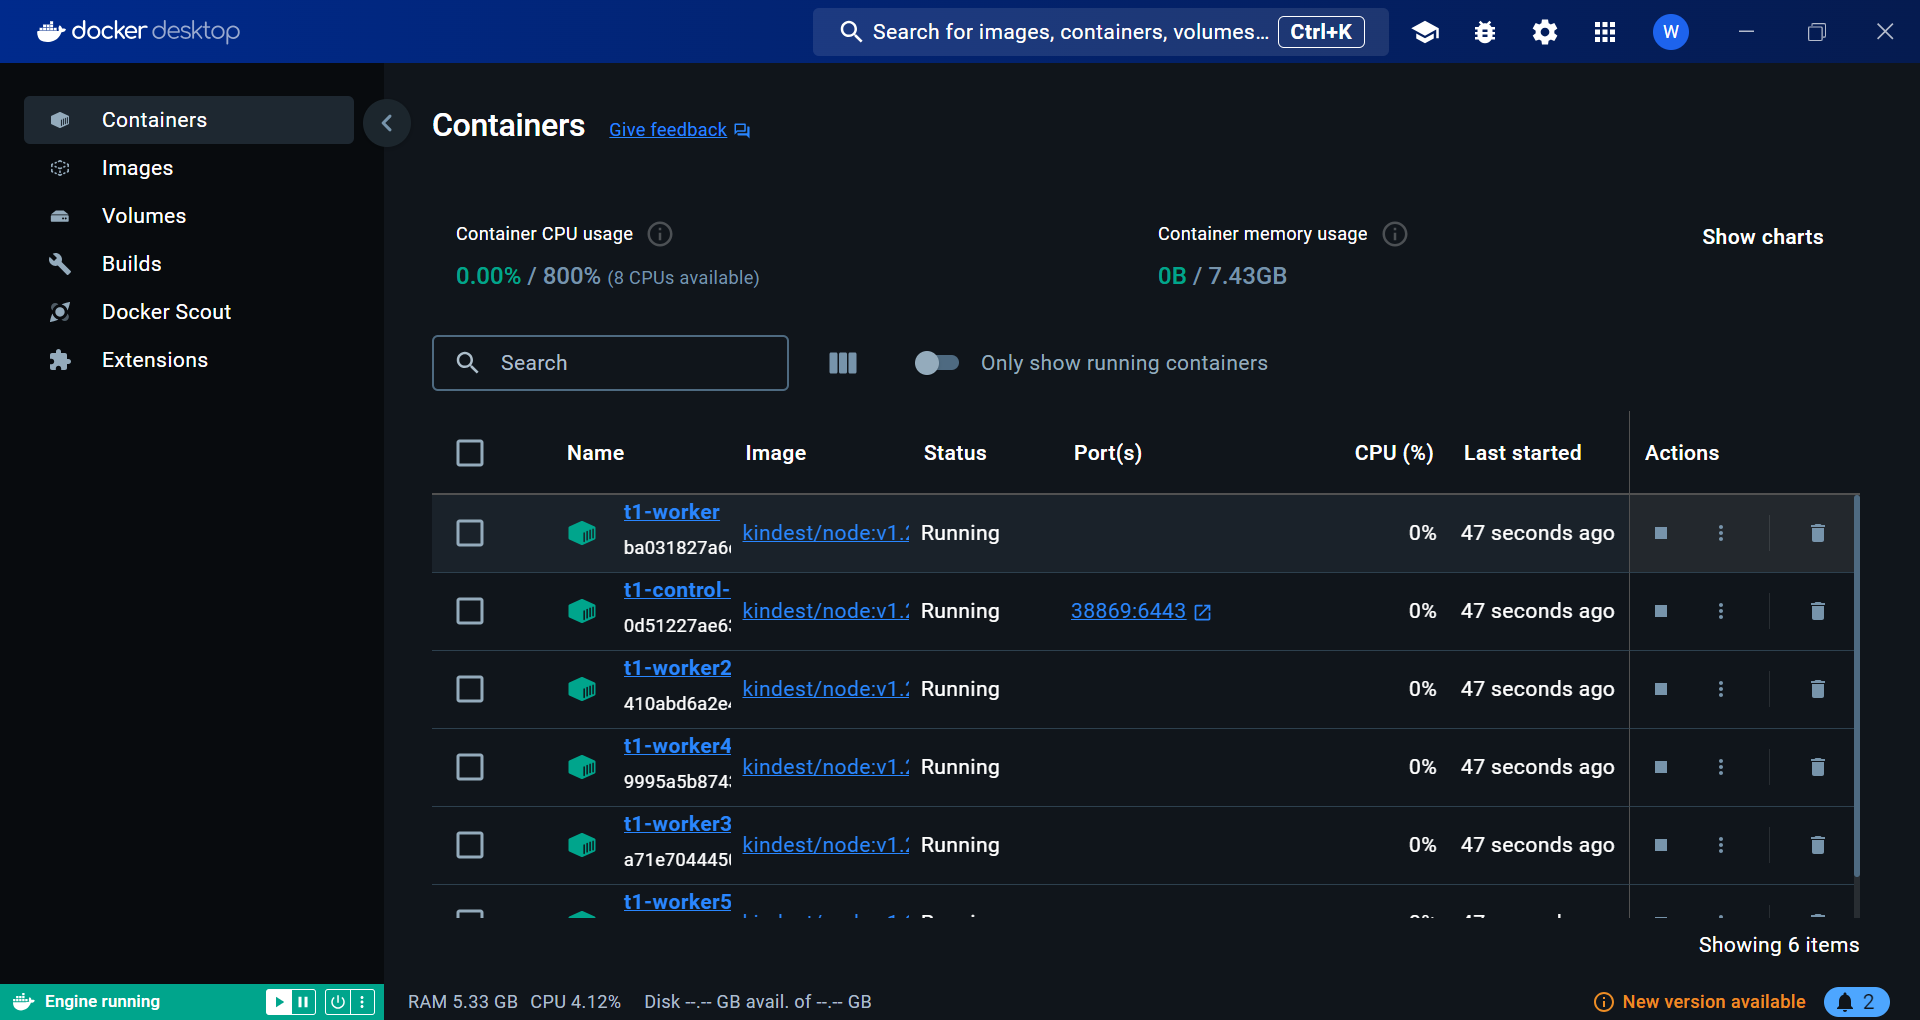 docker desktop
Search for images, containers, volumes... Ctrl+K
W
Containers
Images
Volumes
Builds
Docker Scout
Extensions
Containers Give feedback
Container CPU usage
0.00% / 800% (8 CPUs available)
Container memory usage
0B / 7.43GB
Show charts
Search
Only show running containers
Name Image Status Port(s) CPU (%) Last started Actions
t1-worker
ba031827a6 kindest/node:v1. Running 0% 47 seconds ago
t1-control-
0d51227ae6 kindest/node:v1. Running 38869:6443 0% 47 seconds ago
t1-worker2
410abd6a2e kindest/node:v1. Running 0% 47 seconds ago
t1-worker4
9995a5b874 kindest/node:v1. Running 0% 47 seconds ago
t1-worker3
a71e704445 kindest/node:v1. Running 0% 47 seconds ago
t1-worker5
Showing 6 items
Engine running
RAM 5.33 GB CPU 4.12% Disk --.-- GB avail. of --.-- GB
New version available 2